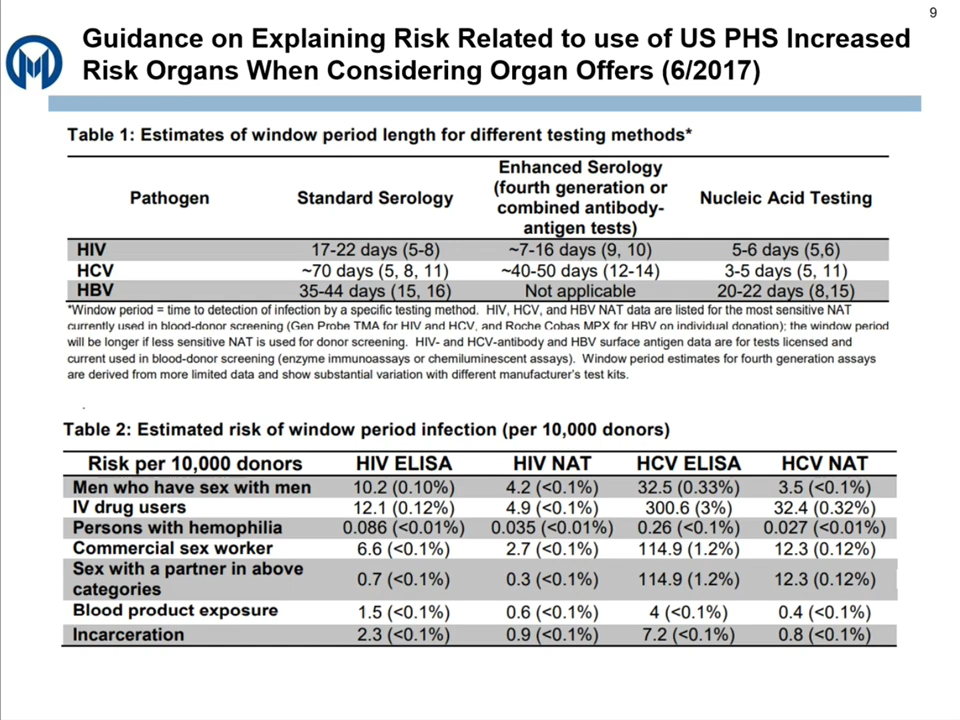 9
Guidance on Explaining Risk Related to use of US PHS Increased
Risk Organs When Considering Organ Offers (6/2017)
Table 1: Estimates of window period length for different testing methods*
Pathogen Standard Serology Enhanced Serology (fourth generation or combined antibody-antigen tests) Nucleic Acid Testing
HIV 17-22 days (5-8) ~7-16 days (9, 10) 5-6 days (5,6)
HCV ~70 days (5, 8, 11) ~40-50 days (12-14) 3-5 days (5, 11)
HBV 35-44 days (15, 16) Not applicable 20-22 days (8,15)
*Window period = time to detection of infection by a specific testing method. HIV, HCV, and HBV NAT data are listed for the most sensitive NAT
currently used in blood-donor screening (Gen Probe TMA for HIV and HCV, and Roche Cobas MPX for HBV on individual donation); the window period
will be longer if less sensitive NAT is used for donor screening. HIV- and HCV-antibody and HBV surface antigen data are for tests licensed and
current used in blood-donor screening (enzyme immunoassays or chemiluminescent assays). Window period estimates for fourth generation assays
are derived from more limited data and show substantial variation with different manufacturer's test kits.
Table 2: Estimated risk of window period infection (per 10,000 donors)
Risk per 10,000 donors HIV ELISA HIV NAT HCV ELISA HCV NAT
Men who have sex with men 10.2 (0.10%) 4.2 (<0.1%) 32.5 (0.33%) 3.5 (<0.1%)
IV drug users 12.1 (0.12%) 4.9 (<0.1%) 300.6 (3%) 32.4 (0.32%)
Persons with hemophilia 0.086 (<0.01%) 0.035 (<0.01%) 0.26 (<0.1%) 0.027 (<0.01%)
Commercial sex worker 6.6 (<0.1%) 2.7 (<0.1%) 114.9 (1.2%) 12.3 (0.12%)
Sex with a partner in above categories 0.7 (<0.1%) 0.3 (<0.1%) 114.9 (1.2%) 12.3 (0.12%)
Blood product exposure 1.5 (<0.1%) 0.6 (<0.1%) 4 (<0.1%) 0.4 (<0.1%)
Incarceration 2.3 (<0.1%) 0.9 (<0.1%) 7.2 (<0.1%) 0.8 (<0.1%)